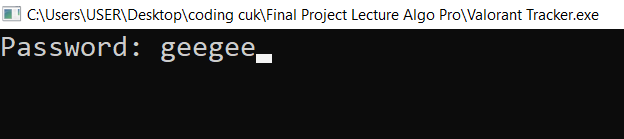 C:\Users\USER\Desktop\coding cuk\Final Project Lecture Algo Pro\Valorant Tracker.exe
Password: geegee